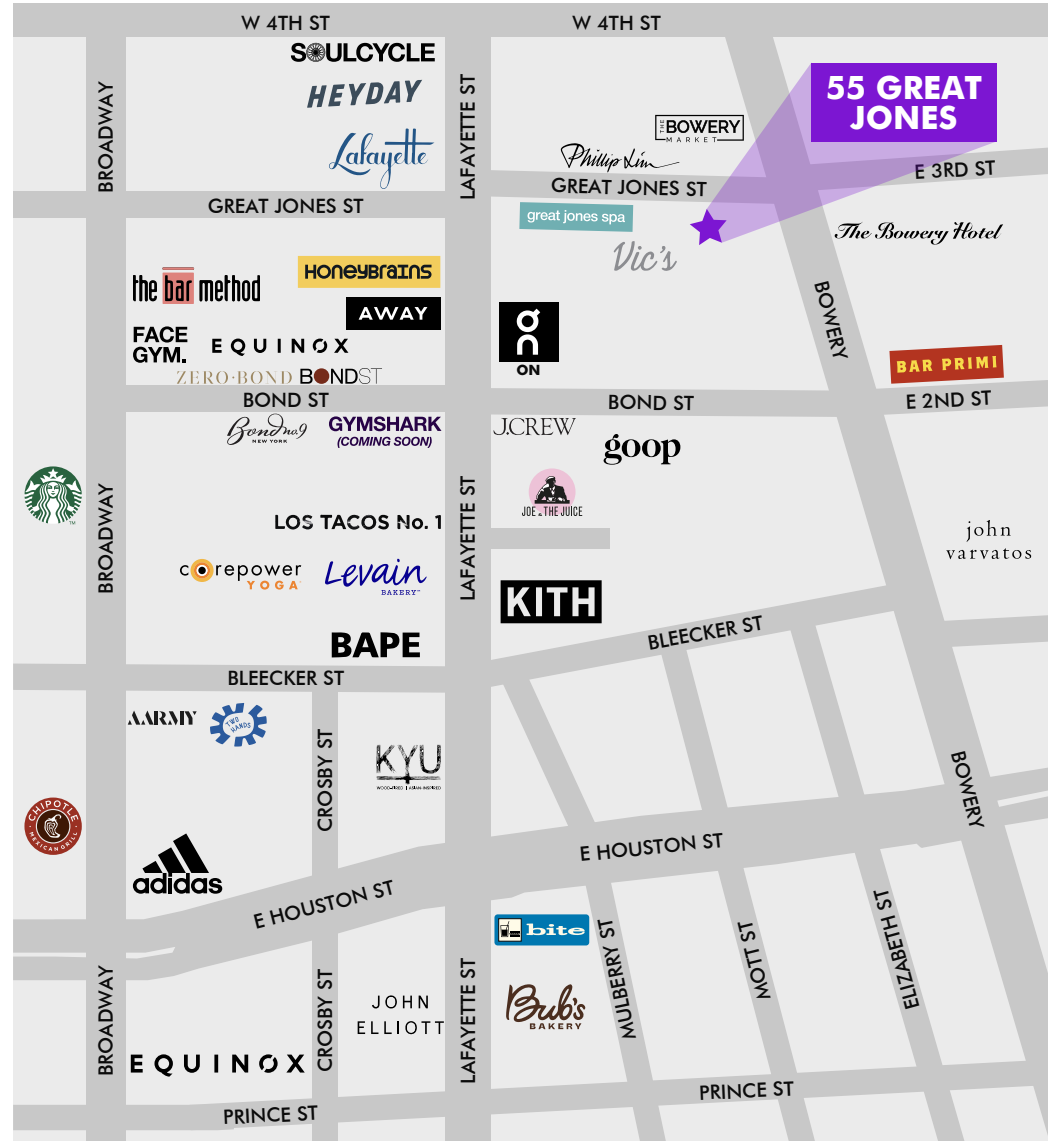 W 4TH ST
W 4TH ST
SOULCYCLE
HEYDAY
Lafayette
BROADWAY
LAFAYETTE ST
55 GREAT
JONES
THE BOWERY
MARKET
Phillip Lim
GREAT JONES ST
E 3RD ST
GREAT JONES ST
great jones spa
Vic's
The Bowery Hotel
the bar method
HONEYBRAINS
AWAY
FACE
GYM.
EQUINOX
ZERO·BOND
BONDST
ON
BOWERY
BAR PRIMI
BOND ST
BOND ST
E 2ND ST
Bond no.9
NEW YORK
GYMSHARK
(COMING SOON)
J.CREW
goop
JOE & THE JUICE
BROADWAY
LAFAYETTE ST
LOS TACOS No. 1
john
varvatos
corepower
YOGA
Levain
BAKERY™
KITH
BAPE
BLEECKER ST
BLEECKER ST
AARMY
TWO
HANDS
CROSBY ST
KYU
WOOD-FIRED | ASIAN-INSPIRED
BOWERY
CHIPOTLE
MEXICAN GRILL
adidas
E HOUSTON ST
E HOUSTON ST
bite
MULBERRY ST
MOTT ST
ELIZABETH ST
BROADWAY
CROSBY ST
JOHN
ELLIOTT
LAFAYETTE ST
Bub's
BAKERY
EQUINOX
PRINCE ST
PRINCE ST